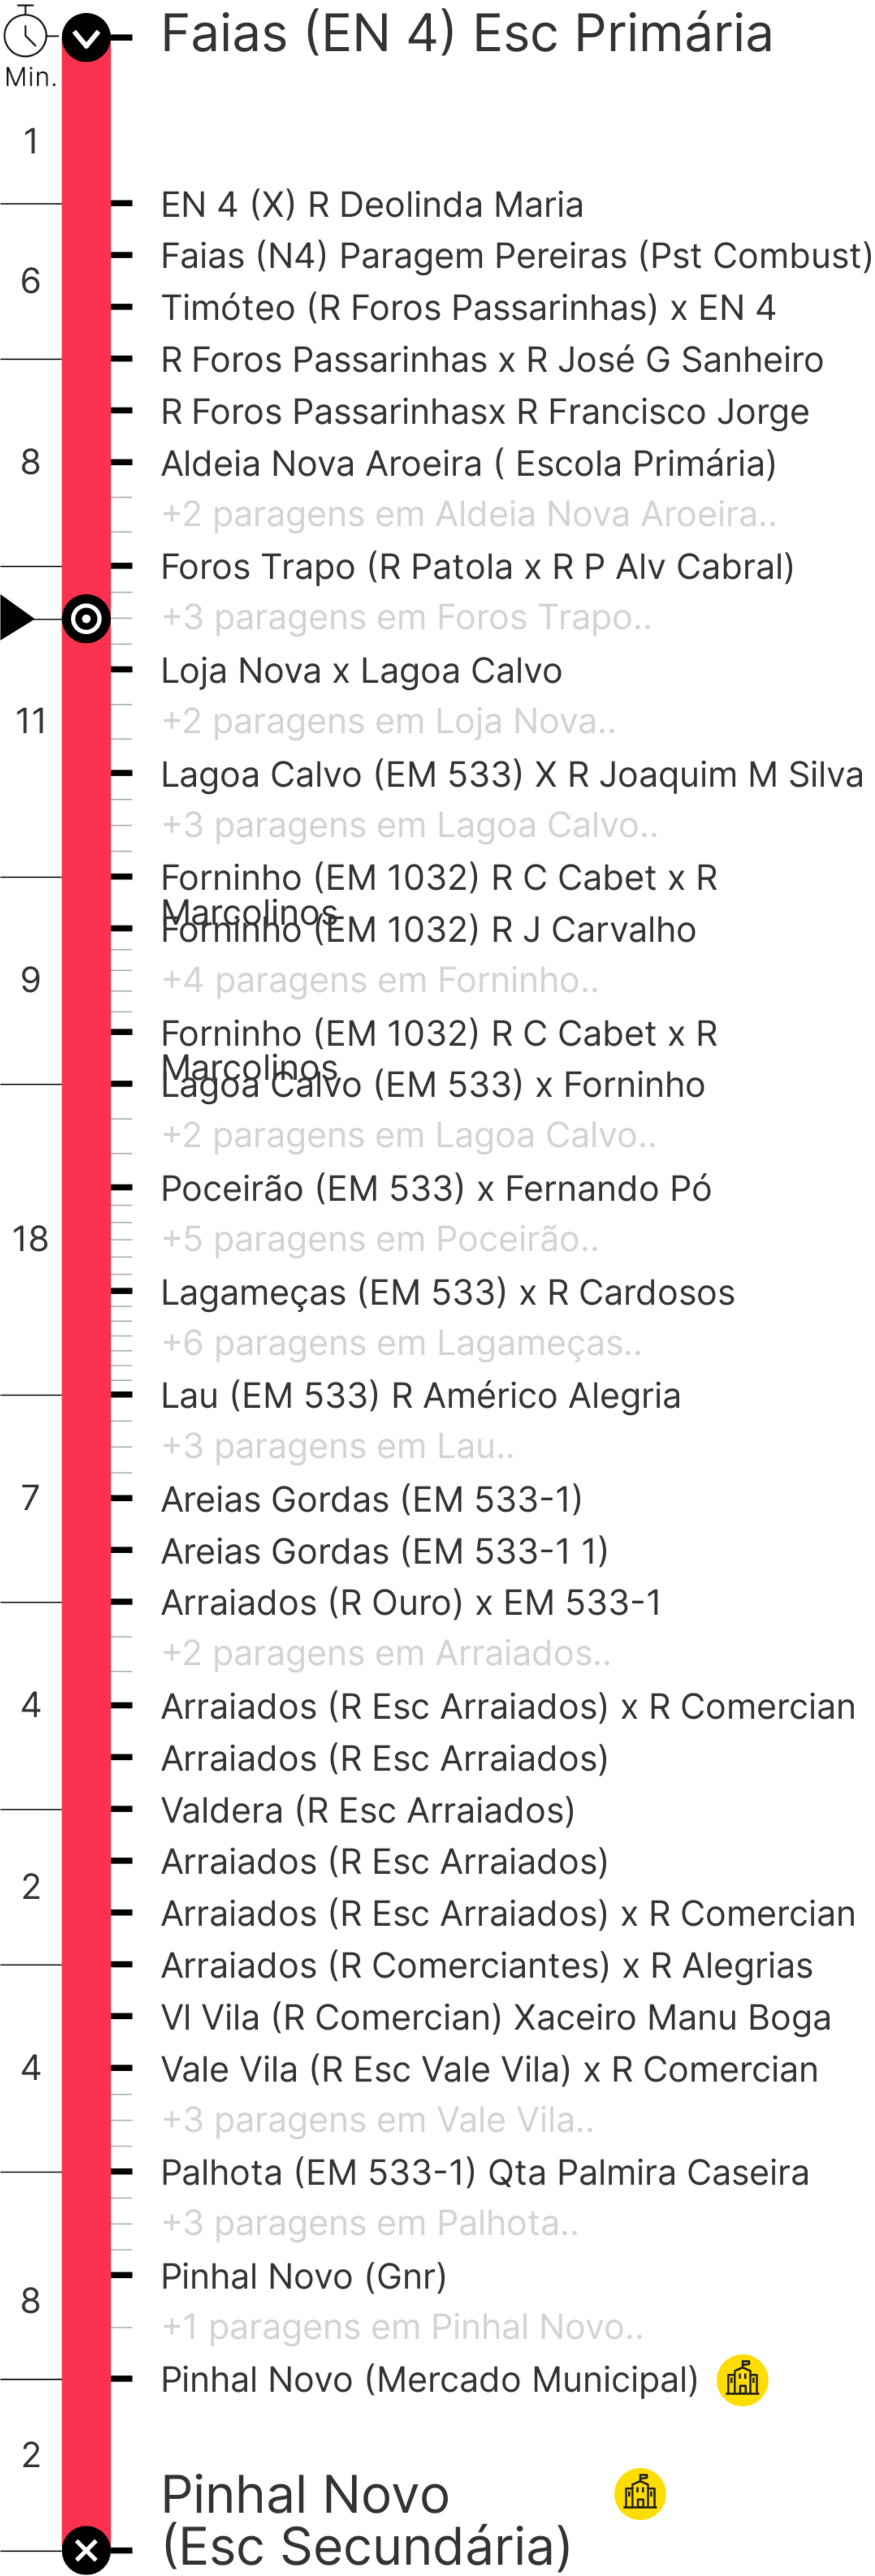 Faias (EN 4) Esc Primária
Min.
1
EN 4 (X) R Deolinda Maria
Faias (N4) Paragem Pereiras (Pst Combust)
6
Timóteo (R Foros Passarinhas) x EN 4
R Foros Passarinhas x R José G Sanheiro
R Foros Passarinhasx R Francisco Jorge
8
Aldeia Nova Aroeira ( Escola Primária)
+2 paragens em Aldeia Nova Aroeira..
Foros Trapo (R Patola x R P Alv Cabral)
+3 paragens em Foros Trapo..
Loja Nova x Lagoa Calvo
11
+2 paragens em Loja Nova..
Lagoa Calvo (EM 533) X R Joaquim M Silva
+3 paragens em Lagoa Calvo..
Forninho (EM 1032) R C Cabet x R
Marcolinos
Forninho (EM 1032) R J Carvalho
9
+4 paragens em Forninho..
Forninho (EM 1032) R C Cabet x R
Marcolinos
Lagoa Calvo (EM 533) x Forninho
+2 paragens em Lagoa Calvo..
Poceirão (EM 533) x Fernando Pó
18
+5 paragens em Poceirão..
Lagameças (EM 533) x R Cardosos
+6 paragens em Lagameças..
Lau (EM 533) R Américo Alegria
+3 paragens em Lau..
7
Areias Gordas (EM 533-1)
Areias Gordas (EM 533-1 1)
Arraiados (R Ouro) x EM 533-1
+2 paragens em Arraiados..
4
Arraiados (R Esc Arraiados) x R Comercian
Arraiados (R Esc Arraiados)
Valdera (R Esc Arraiados)
Arraiados (R Esc Arraiados)
2
Arraiados (R Esc Arraiados) x R Comercian
Arraiados (R Comerciantes) x R Alegrias
Vl Vila (R Comercian) Xaceiro Manu Boga
4
Vale Vila (R Esc Vale Vila) x R Comercian
+3 paragens em Vale Vila..
Palhota (EM 533-1) Qta Palmira Caseira
+3 paragens em Palhota..
Pinhal Novo (Gnr)
8
+1 paragens em Pinhal Novo..
Pinhal Novo (Mercado Municipal)
2
Pinhal Novo
(Esc Secundária)